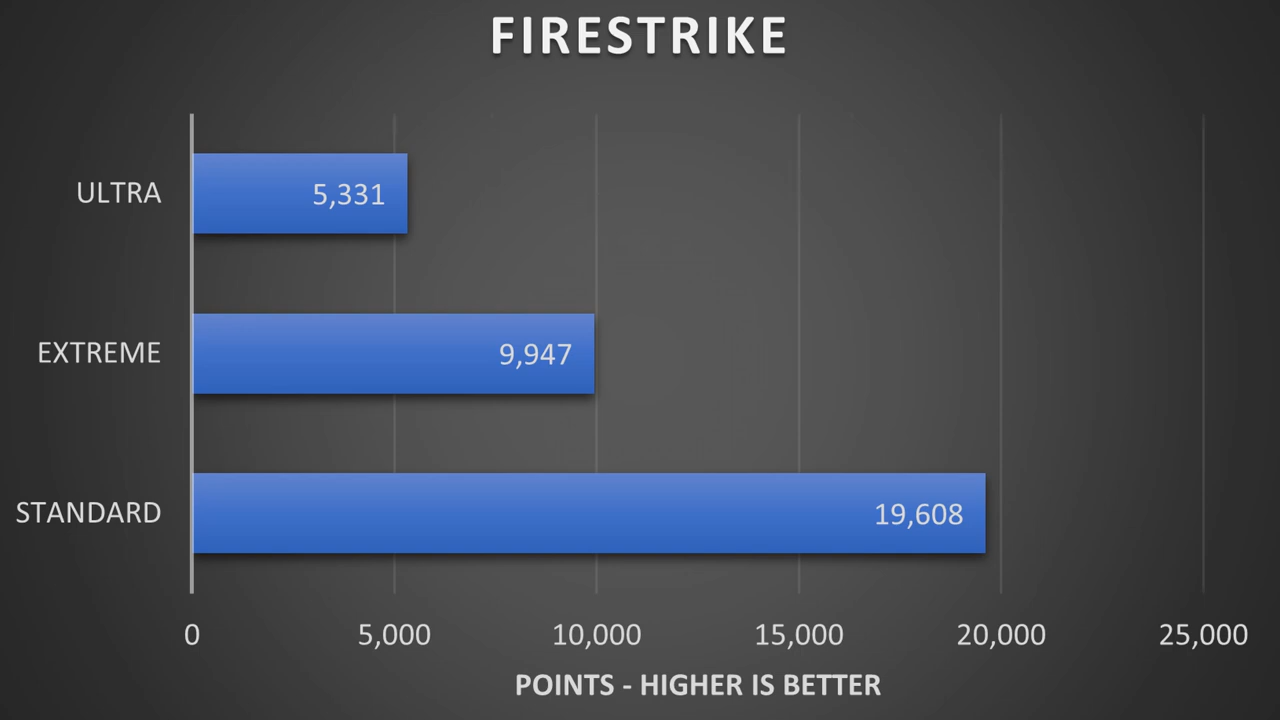 FIRESTRIKE
ULTRA
5,331
EXTREME
9,947
STANDARD
19,608
0 5,000 10,000 15,000 20,000 25,000
POINTS - HIGHER IS BETTER